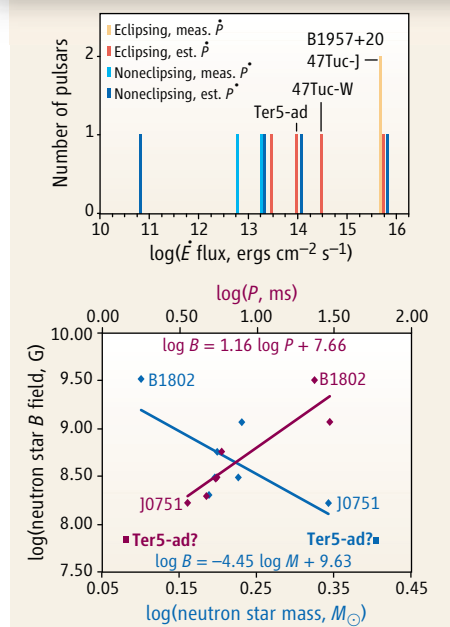 Eclipsing, meas. Ṗ
Eclipsing, est. Ṗ
Noneclipsing, meas. P˙
Noneclipsing, est. P˙
B1957+20
47Tuc-J
47Tuc-W
Ter5-ad
Number of pulsars
2
1
0
10 11 12 13 14 15 16
log(Ė flux, ergs cm⁻² s⁻¹)
log(P, ms)
0.00 0.50 1.00 1.50 2.00
log(neutron star B field, G)
10.00
9.50
9.00
8.50
8.00
7.50
log B = 1.16 log P + 7.66
B1802
B1802
J0751
J0751
Ter5-ad?
Ter5-ad?
log B = –4.45 log M + 9.63
0.05 0.15 0.25 0.35 0.45
log(neutron star mass, M☉)